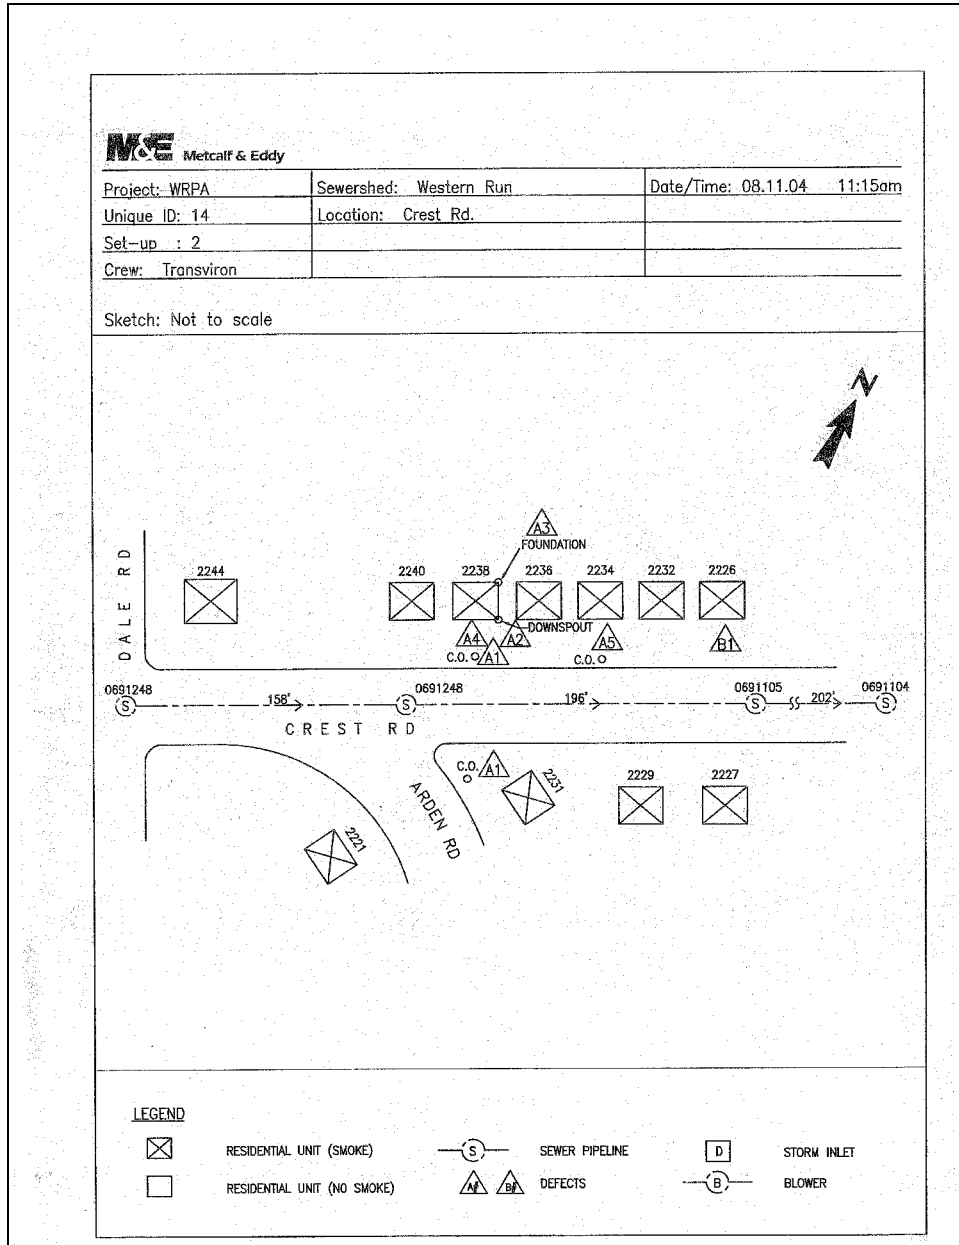 M&E Metcalf & Eddy
Project: WRPA Sewershed: Western Run Date/Time: 08.11.04 11:15am
Unique ID: 14 Location: Crest Rd.
Set-up : 2
Crew: Transviron
Sketch: Not to scale
N
A3
FOUNDATION
DALE RD
2244 2240 2238 2236 2234 2232 2226
DOWNSPOUT
A4 A2 A5 B1
C.O. A1 C.O.
0691248 0691248 0691105 0691104
S 158' S 196' S 202' S
CREST RD
C.O. A1 2231 2229 2227
ARDEN RD
2221
LEGEND
RESIDENTIAL UNIT (SMOKE) S SEWER PIPELINE D STORM INLET
RESIDENTIAL UNIT (NO SMOKE) A# B# DEFECTS B BLOWER